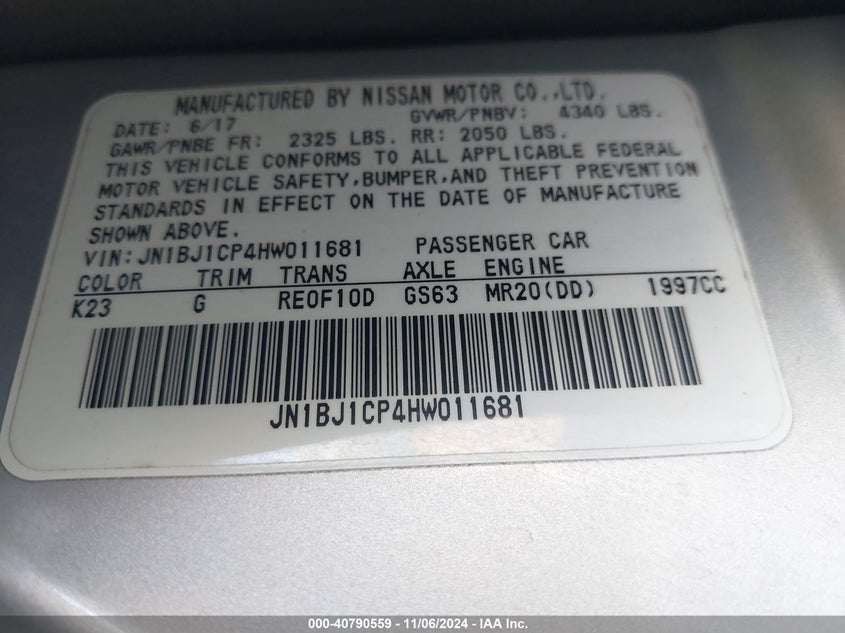 MANUFACTURED BY NISSAN MOTOR CO.,LTD.
DATE: 6/17 GVWR/PNBV: 4340 LBS.
GAWR/PNBE FR: 2325 LBS. RR: 2050 LBS.
THIS VEHICLE CONFORMS TO ALL APPLICABLE FEDERAL
MOTOR VEHICLE SAFETY,BUMPER,AND THEFT PREVENTION
STANDARDS IN EFFECT ON THE DATE OF MANUFACTURE
SHOWN ABOVE.
VIN:JN1BJ1CP4HW011681 PASSENGER CAR
COLOR TRIM TRANS AXLE ENGINE
K23 G RE0F10D GS63 MR20(DD) 1997CC
JN1BJ1CP4HW011681
000-40790559 - 11/06/2024 - IAA Inc.